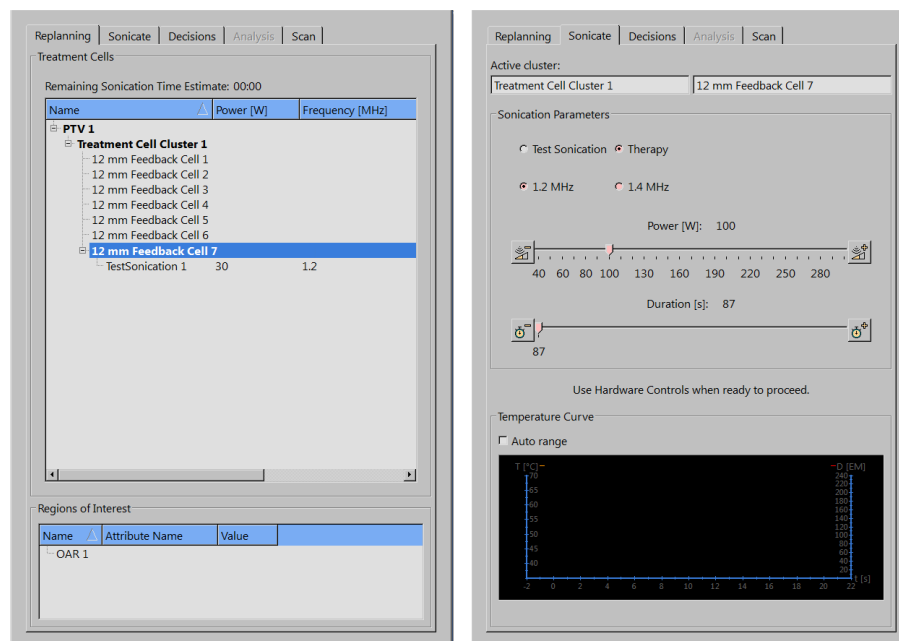 Replanning Sonicate Decisions Analysis Scan
Treatment Cells
Remaining Sonication Time Estimate: 00:00
Name Power [W] Frequency [MHz]
PTV 1
Treatment Cell Cluster 1
12 mm Feedback Cell 1
12 mm Feedback Cell 2
12 mm Feedback Cell 3
12 mm Feedback Cell 4
12 mm Feedback Cell 5
12 mm Feedback Cell 6
12 mm Feedback Cell 7
TestSonication 1 30 1.2
Regions of Interest
Name Attribute Name Value
OAR 1
Replanning Sonicate Decisions Analysis Scan
Active cluster:
Treatment Cell Cluster 1 12 mm Feedback Cell 7
Sonication Parameters
Test Sonication Therapy
1.2 MHz 1.4 MHz
Power [W]: 100
40 60 80 100 130 160 190 220 250 280
Duration [s]: 87
87
Use Hardware Controls when ready to proceed.
Temperature Curve
Auto range
T [°C] D [EM]
70 240
220
65 200
180
60 160
55 140
120
50 100
80
45 60
40 40
20
t [s]
-2 0 2 4 6 8 10 12 14 16 18 20 22